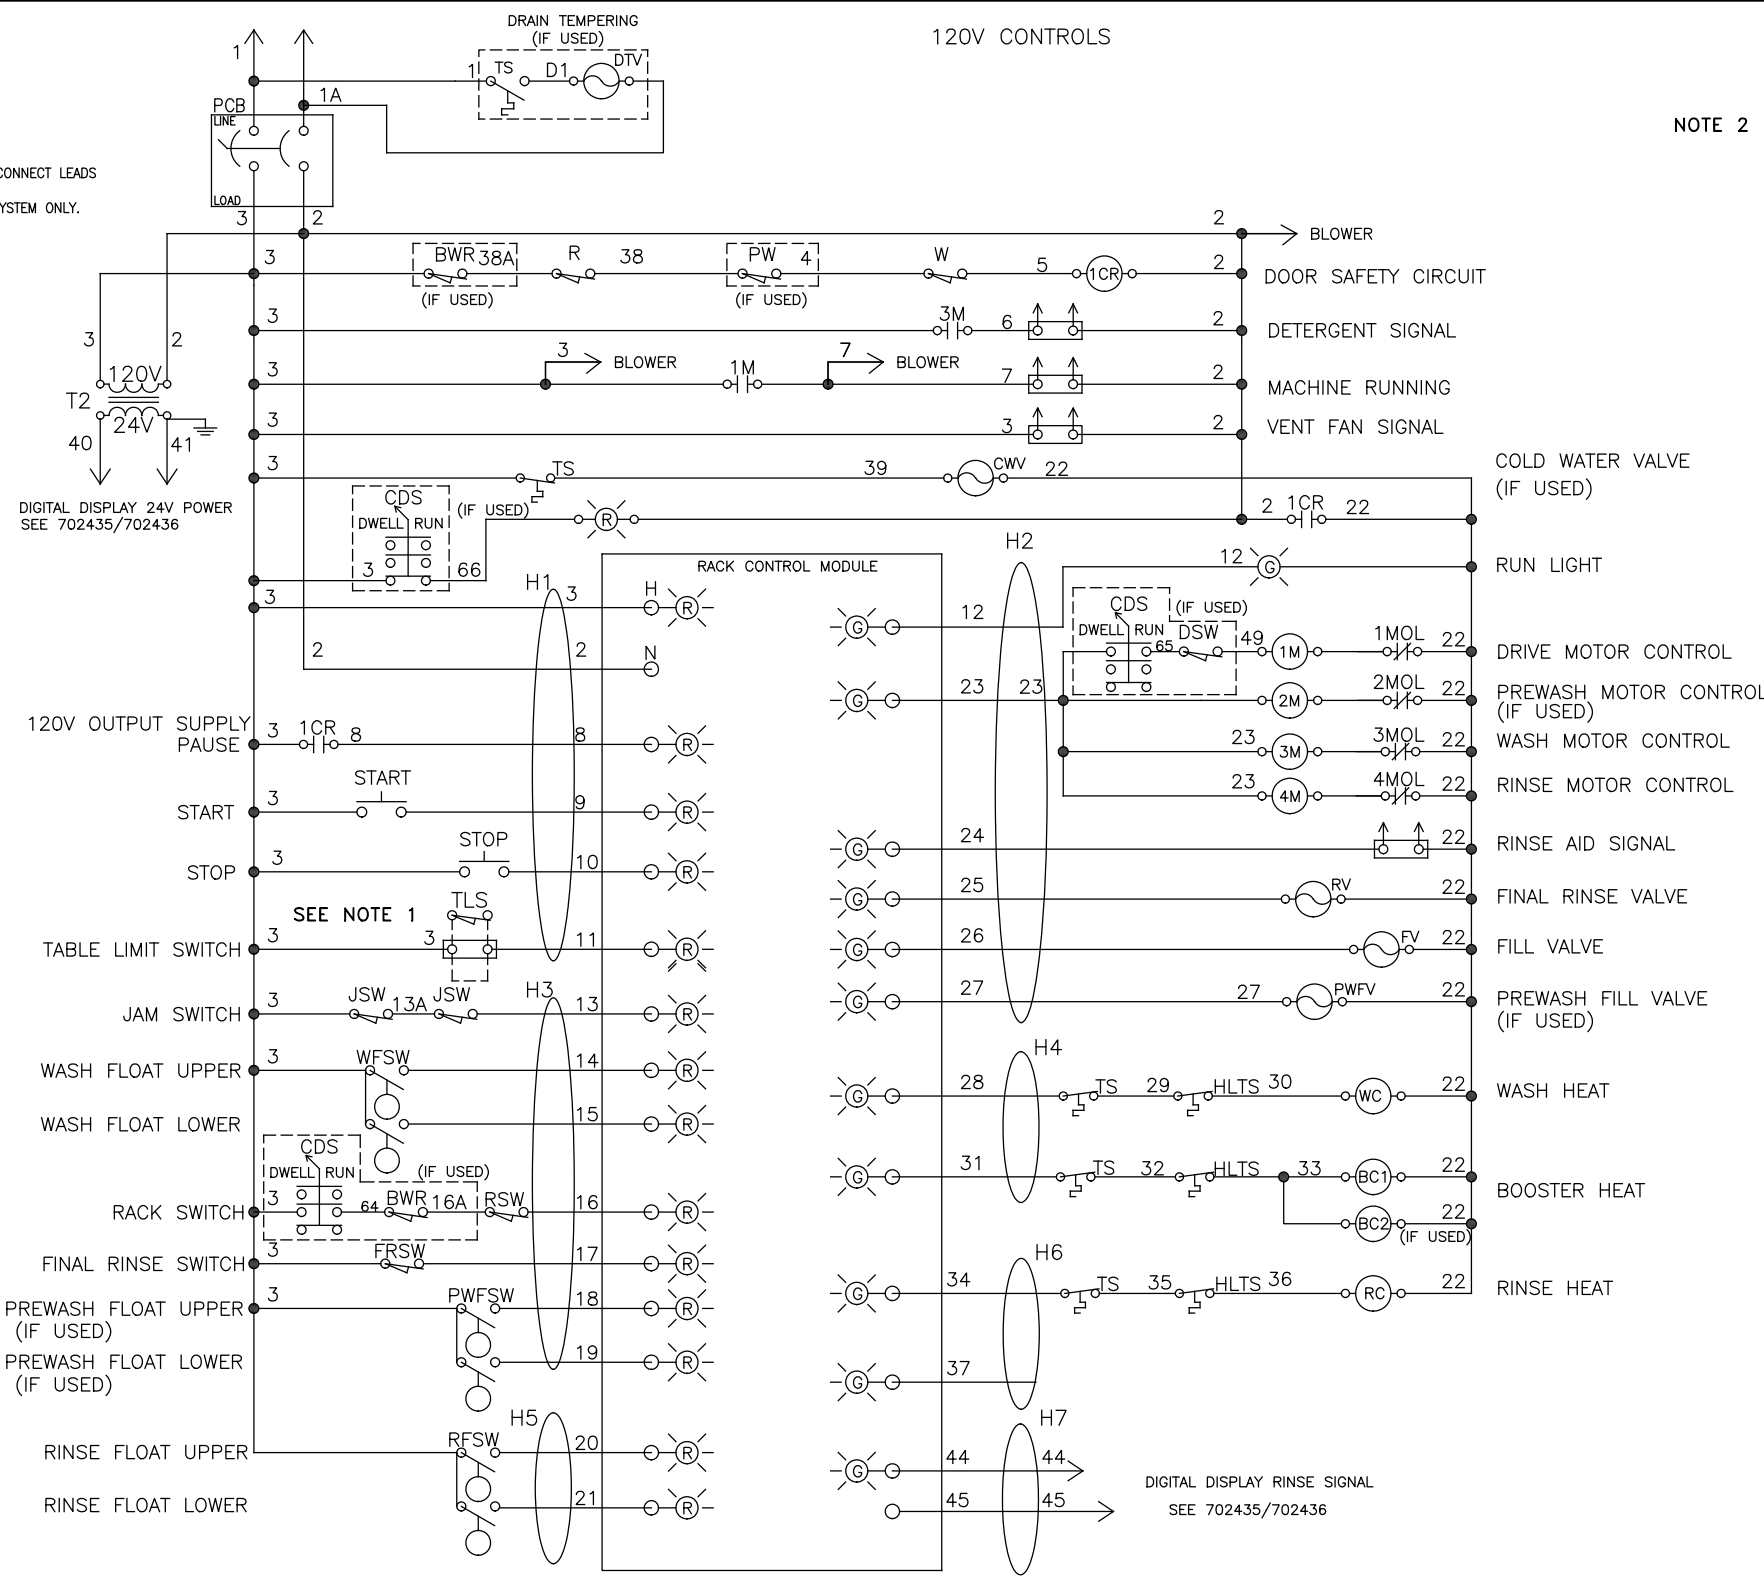 DRAIN TEMPERING
(IF USED)
120V CONTROLS
1
1 TS D1 DTV
PCB 1A
LINE
NOTE 2
CONNECT LEADS
LOAD
YSTEM ONLY.
3 2 2
BLOWER
3 BWR 38A R 38 PW 4 W 5 1CR 2
DOOR SAFETY CIRCUIT
(IF USED) (IF USED)
3 3M 6 2 DETERGENT SIGNAL
3 2
3 BLOWER 7 BLOWER
3 1M 7 2 MACHINE RUNNING
120V
T2
24V
40 41
3 3 2 VENT FAN SIGNAL
3 TS 39 CWV 22
COLD WATER VALVE
(IF USED)
DIGITAL DISPLAY 24V POWER
SEE 702435/702436
CDS (IF USED)
DWELL RUN
R
2 1CR 22
3 66
RACK CONTROL MODULE
H1 H2
12 G RUN LIGHT
3 3 H R
G 12
CDS (IF USED)
DWELL RUN DSW
65 49 1M 1MOL 22 DRIVE MOTOR CONTROL
2 2 N
G 23 23 2M 2MOL 22 PREWASH MOTOR CONTROL
(IF USED)
120V OUTPUT SUPPLY
PAUSE
3 1CR 8 8 R
23 3M 3MOL 22 WASH MOTOR CONTROL
START
START 3 9 R
23 4M 4MOL 22 RINSE MOTOR CONTROL
STOP
STOP 3 10 R
G 24 22 RINSE AID SIGNAL
SEE NOTE 1 TLS
G 25 RV 22 FINAL RINSE VALVE
TABLE LIMIT SWITCH 3 11 R
G 26 FV 22 FILL VALVE
H3
JAM SWITCH 3 JSW 13A JSW 13 R
G 27 27 PWFV 22 PREWASH FILL VALVE
(IF USED)
WASH FLOAT UPPER 3 WFSW 14 R
H4
G 28 TS 29 HLTS 30 WC 22 WASH HEAT
WASH FLOAT LOWER 15 R
CDS
DWELL RUN (IF USED)
G 31 TS 32 HLTS 33 BC1 22
BOOSTER HEAT
RACK SWITCH 3 64 BWR 16A RSW 16 R
BC2 22
(IF USED)
FINAL RINSE SWITCH 3 FRSW 17 R
H6
G 34 TS 35 HLTS 36 RC 22 RINSE HEAT
PREWASH FLOAT UPPER 3 PWFSW 18 R
(IF USED)
PREWASH FLOAT LOWER 19 R
(IF USED)
G 37
H5 H7
RINSE FLOAT UPPER RFSW 20 R
G 44 44
DIGITAL DISPLAY RINSE SIGNAL
SEE 702435/702436
RINSE FLOAT LOWER 21 R
45 45